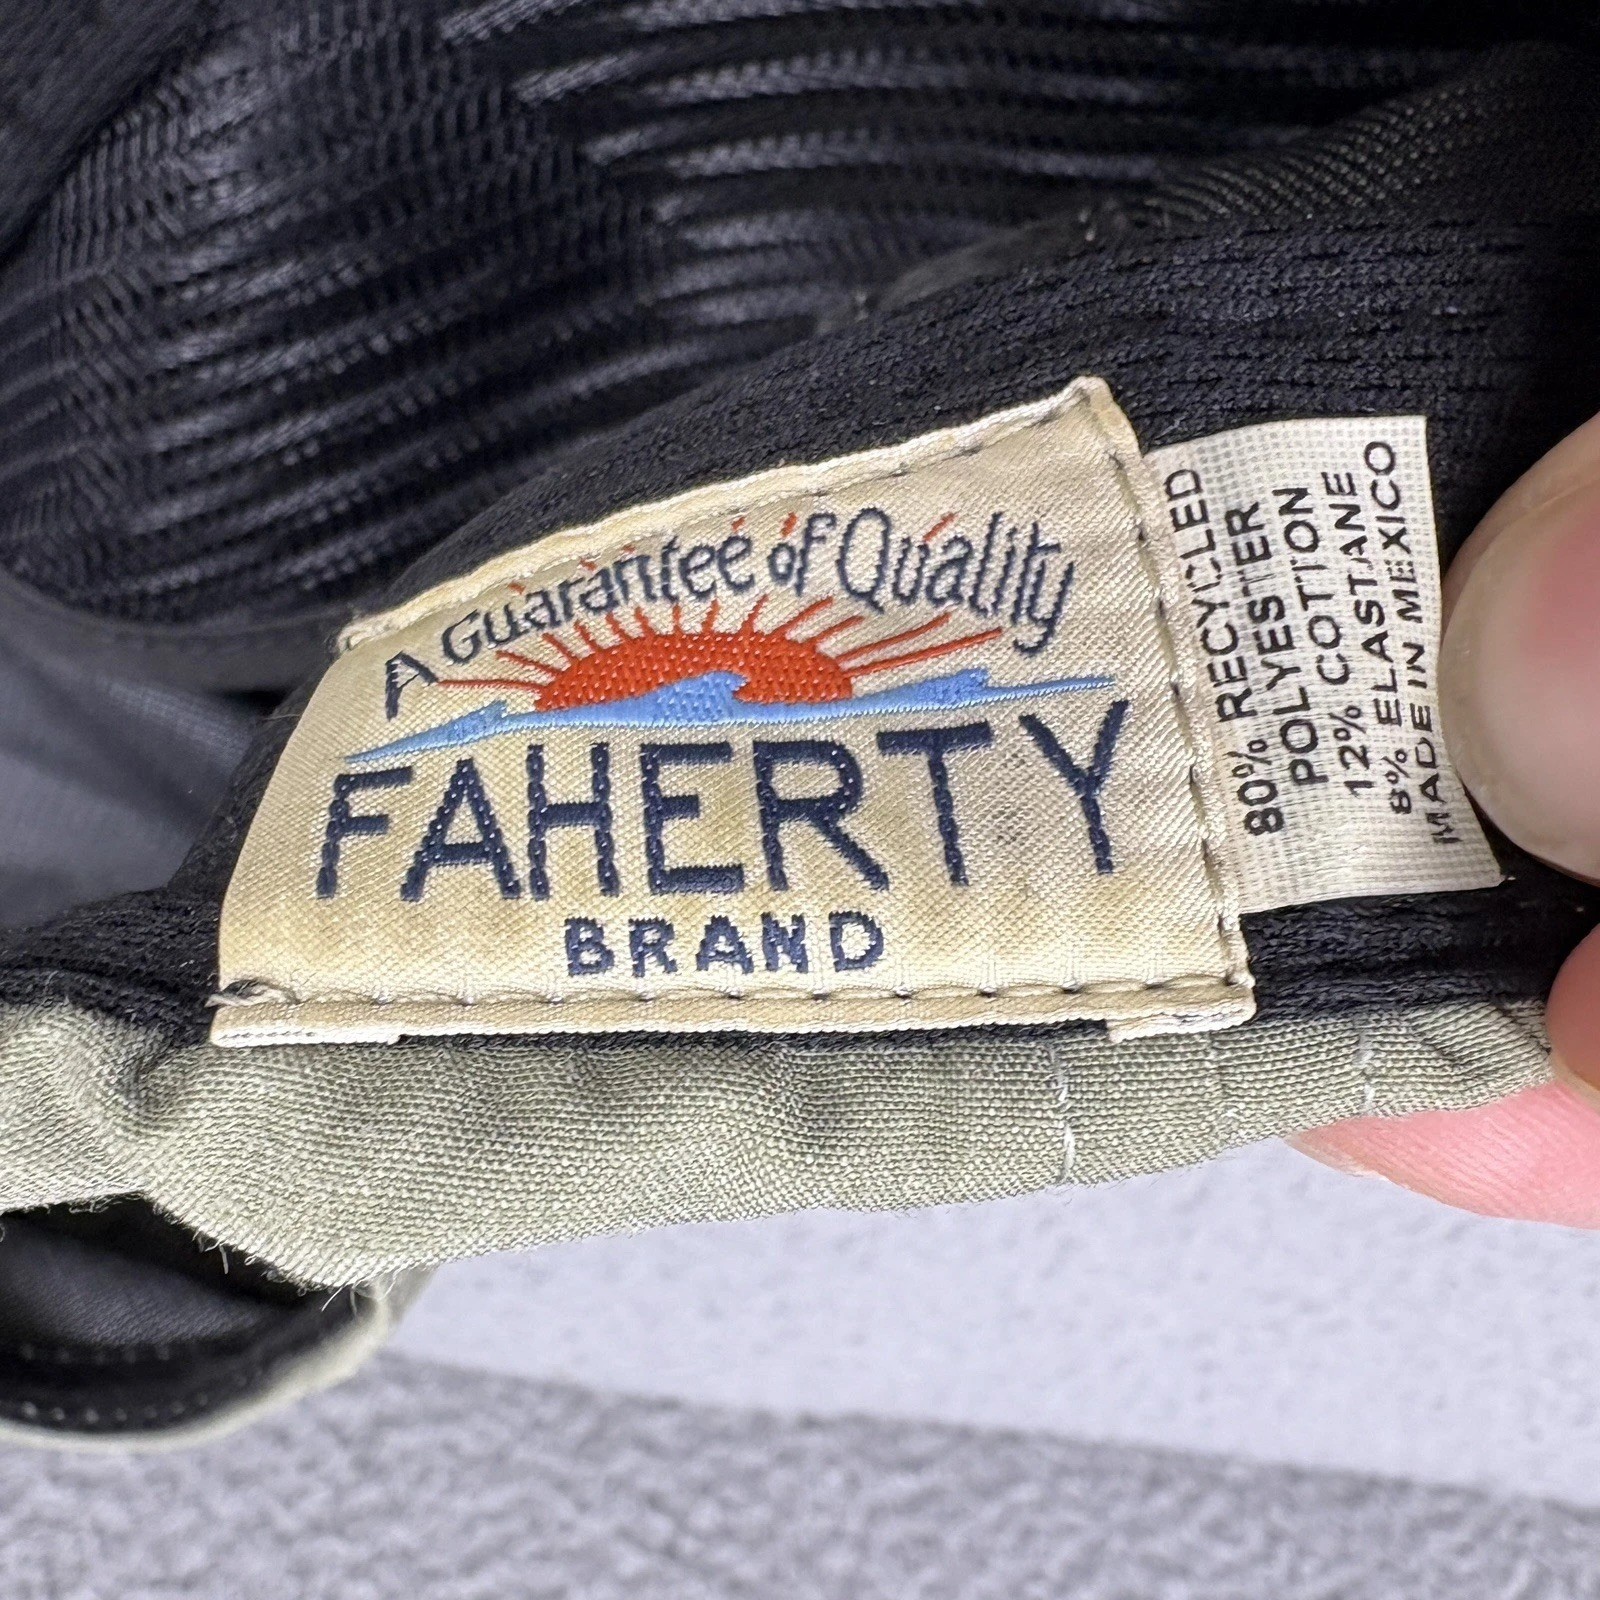 A Guarantee of Quality
FAHERTY
BRAND
80% RECYCLED
POLYESTER
12% COTTON
8% ELASTANE
MADE IN MEXICO